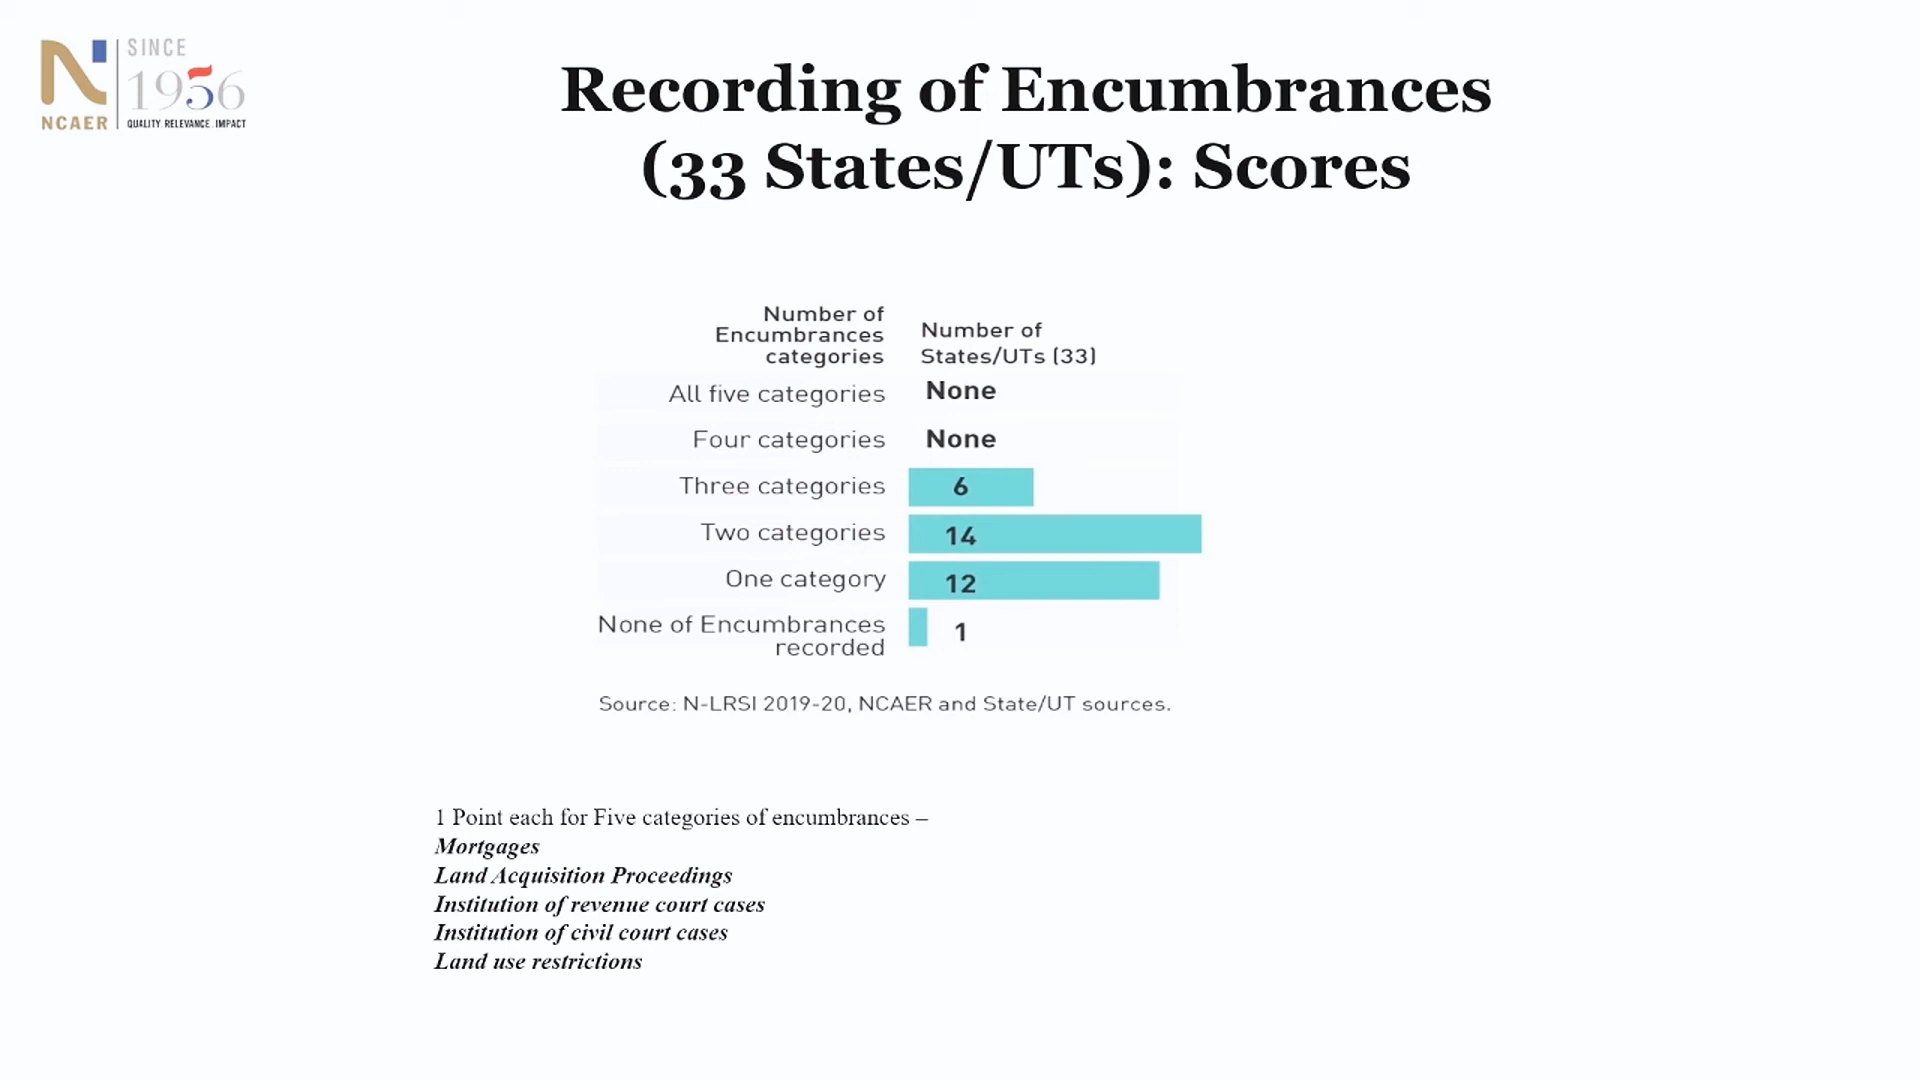 SINCE
1956
NCAER
QUALITY. RELEVANCE. IMPACT
Recording of Encumbrances
(33 States/UTs): Scores
Number of
Encumbrances
categories
Number of
States/UTs (33)
All five categories None
Four categories None
Three categories 6
Two categories 14
One category 12
None of Encumbrances
recorded 1
Source: N-LRSI 2019-20, NCAER and State/UT sources.
1 Point each for Five categories of encumbrances –
Mortgages
Land Acquisition Proceedings
Institution of revenue court cases
Institution of civil court cases
Land use restrictions